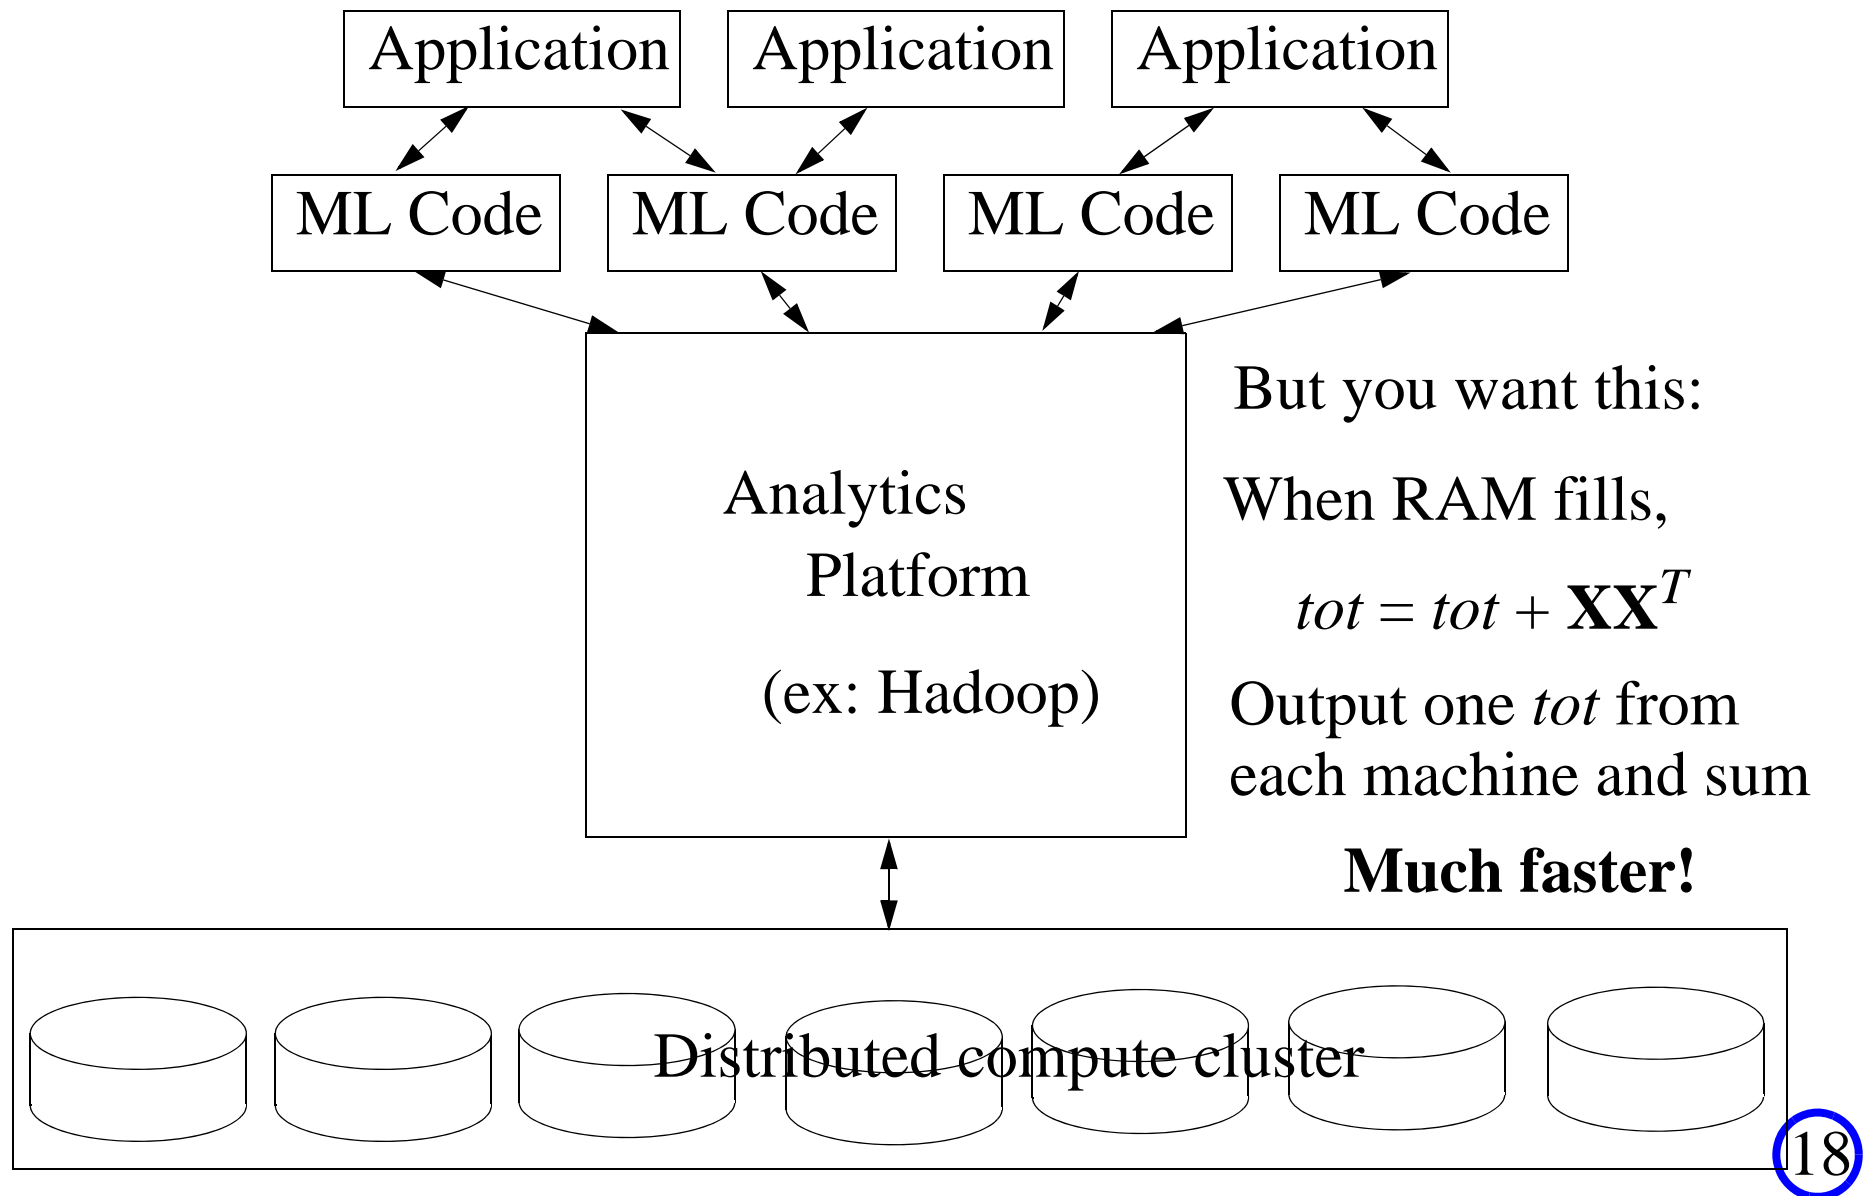 Application Application Application
ML Code ML Code ML Code ML Code
Analytics
Platform
(ex: Hadoop)
But you want this:
When RAM fills,
tot = tot + XX^T
Output one tot from
each machine and sum
Much faster!
Distributed compute cluster
18